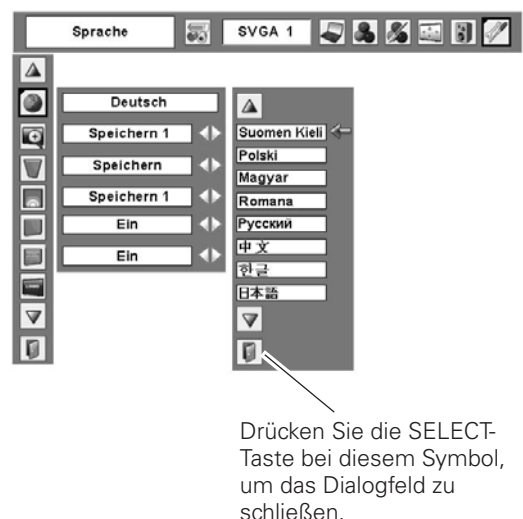 Sprache
SVGA 1
Deutsch
Speichern 1
Speichern
Speichern 1
Ein
Ein
Suomen Kieli
Polski
Magyar
Romana
Русский
中文
한글
日本語
Drücken Sie die SELECT-
Taste bei diesem Symbol,
um das Dialogfeld zu
schließen.